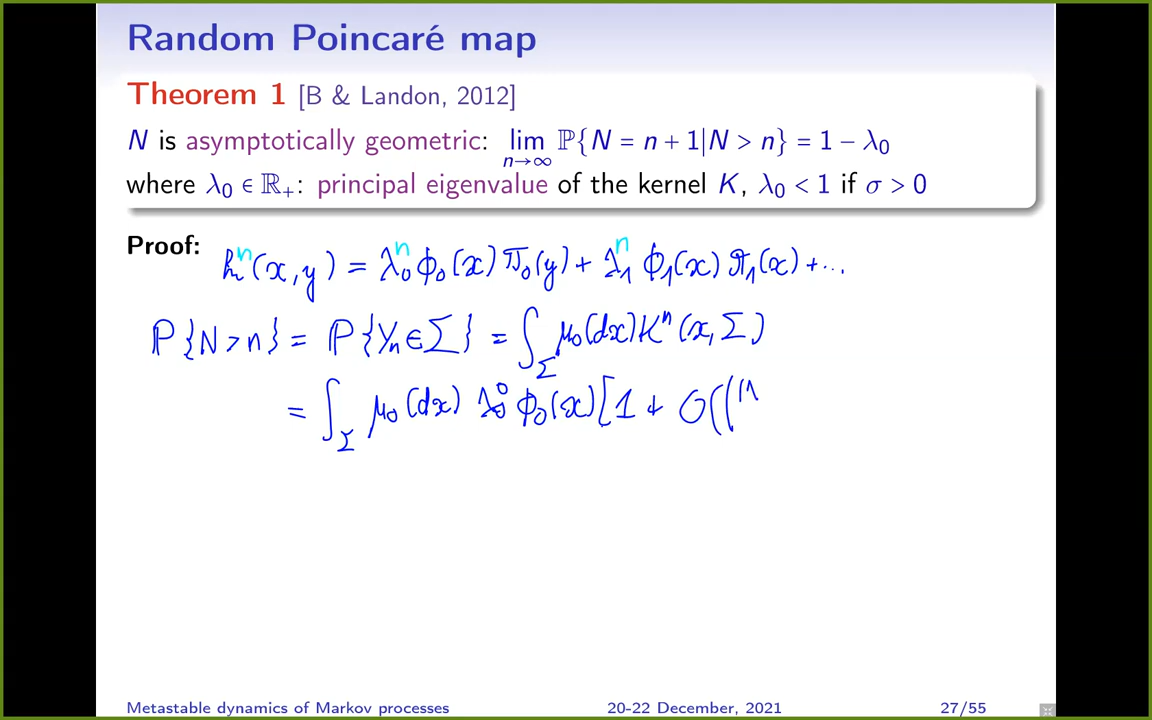 Random Poincaré map
Theorem 1 [B & Landon, 2012]
N is asymptotically geometric: lim_{n→∞} ℙ{N = n + 1|N > n} = 1 − λ₀
where λ₀ ∈ ℝ₊: principal eigenvalue of the kernel K, λ₀ < 1 if σ > 0
Proof: kⁿ(x,y) = λ₀ⁿ ϕ₀(x) π₀(y) + λ₁ⁿ ϕ₁(x) π₁(x) + ...
ℙ{N > n} = ℙ{Yₙ ∈ Σ} = ∫_Σ μ₀(dx) Kⁿ(x, Σ)
= ∫_Σ μ₀(dx) λ₀⁰ ϕ₀(x) [1 + O((
Metastable dynamics of Markov processes 20-22 December, 2021 27/55